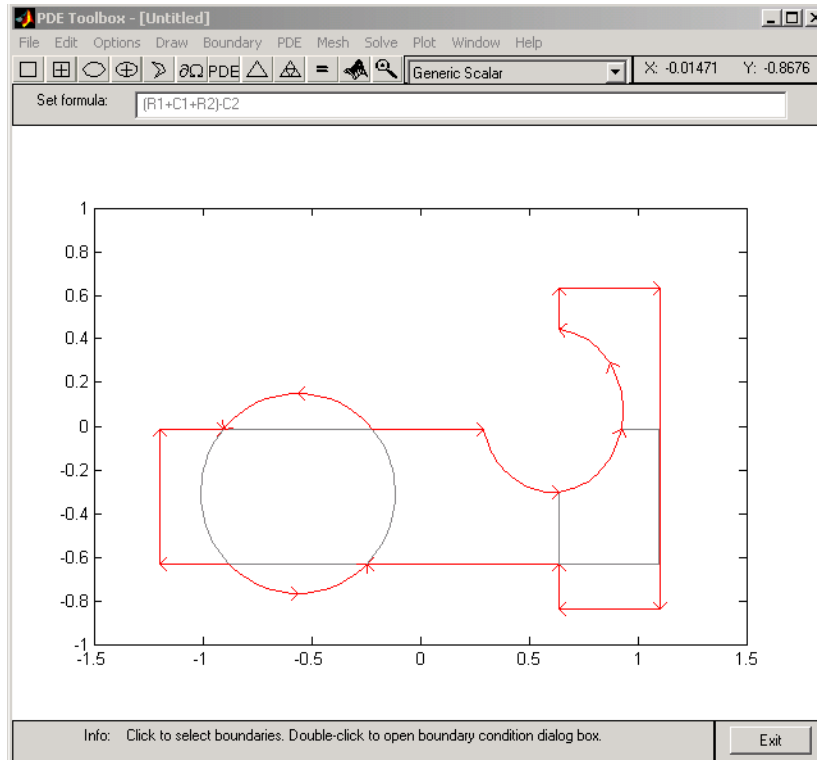 PDE Toolbox - [Untitled]
File Edit Options Draw Boundary PDE Mesh Solve Plot Window Help
∂Ω PDE = Generic Scalar X: -0.01471 Y: -0.8676
Set formula: (R1+C1+R2)-C2
1
0.8
0.6
0.4
0.2
0
-0.2
-0.4
-0.6
-0.8
-1
-1.5 -1 -0.5 0 0.5 1 1.5
Info: Click to select boundaries. Double-click to open boundary condition dialog box. Exit